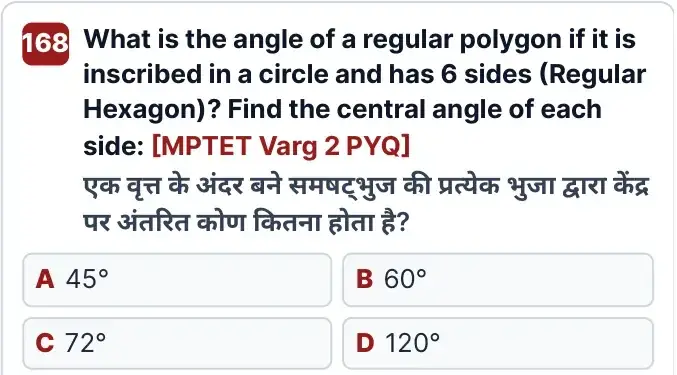 168 What is the angle of a regular polygon if it is
inscribed in a circle and has 6 sides (Regular
Hexagon)? Find the central angle of each
side: [MPTET Varg 2 PYQ]
एक वृत्त के अंदर बने समषट्भुज की प्रत्येक भुजा द्वारा केंद्र
पर अंतरित कोण कितना होता है?
A 45° B 60°
C 72° D 120°